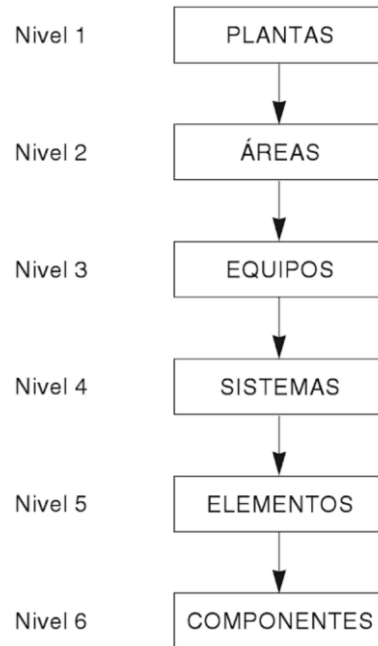 Nivel 1 PLANTAS
Nivel 2 ÁREAS
Nivel 3 EQUIPOS
Nivel 4 SISTEMAS
Nivel 5 ELEMENTOS
Nivel 6 COMPONENTES